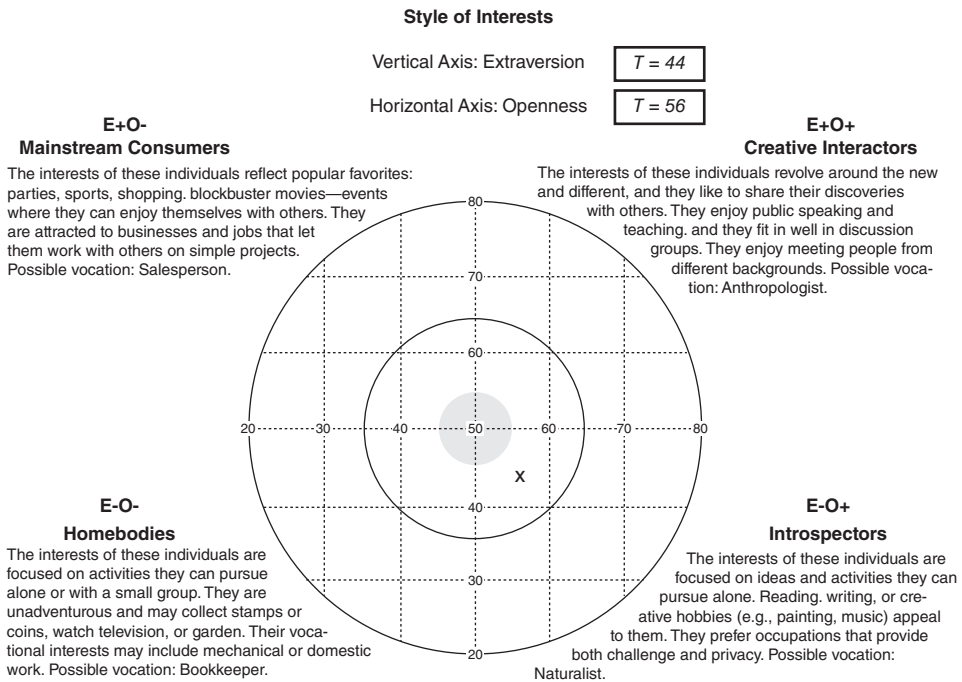 Style of Interests
Vertical Axis: Extraversion
T = 44
Horizontal Axis: Openness
T = 56
E+O-
Mainstream Consumers
The interests of these individuals reflect popular favorites:
parties, sports, shopping. blockbuster movies—events
where they can enjoy themselves with others. They
are attracted to businesses and jobs that let
them work with others on simple projects.
Possible vocation: Salesperson.
E+O+
Creative Interactors
The interests of these individuals revolve around the new
and different, and they like to share their discoveries
with others. They enjoy public speaking and
teaching. and they fit in well in discussion
groups. They enjoy meeting people from
different backgrounds. Possible voca-
tion: Anthropologist.
80
70
60
20
30
40
50
60
70
80
X
40
30
20
E-O-
Homebodies
The interests of these individuals are
focused on activities they can pursue
alone or with a small group. They are
unadventurous and may collect stamps or
coins, watch television, or garden. Their voca-
tional interests may include mechanical or domestic
work. Possible vocation: Bookkeeper.
E-O+
Introspectors
The interests of these individuals are
focused on ideas and activities they can
pursue alone. Reading. writing, or cre-
ative hobbies (e.g., painting, music) appeal
to them. They prefer occupations that provide
both challenge and privacy. Possible vocation:
Naturalist.